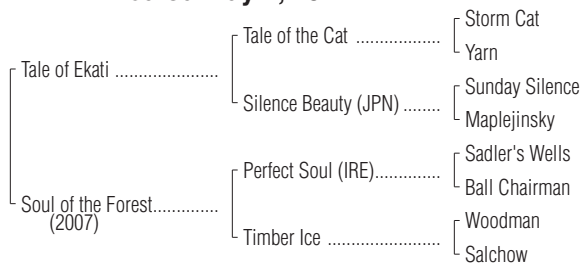 Storm Cat
Tale of the Cat ..................
Yarn
Tale of Ekati ......................
Sunday Silence
Silence Beauty (JPN) ........
Maplejinsky
Sadler's Wells
Perfect Soul (IRE)..............
Ball Chairman
Soul of the Forest..............
(2007)
Woodman
Timber Ice ........................
Salchow